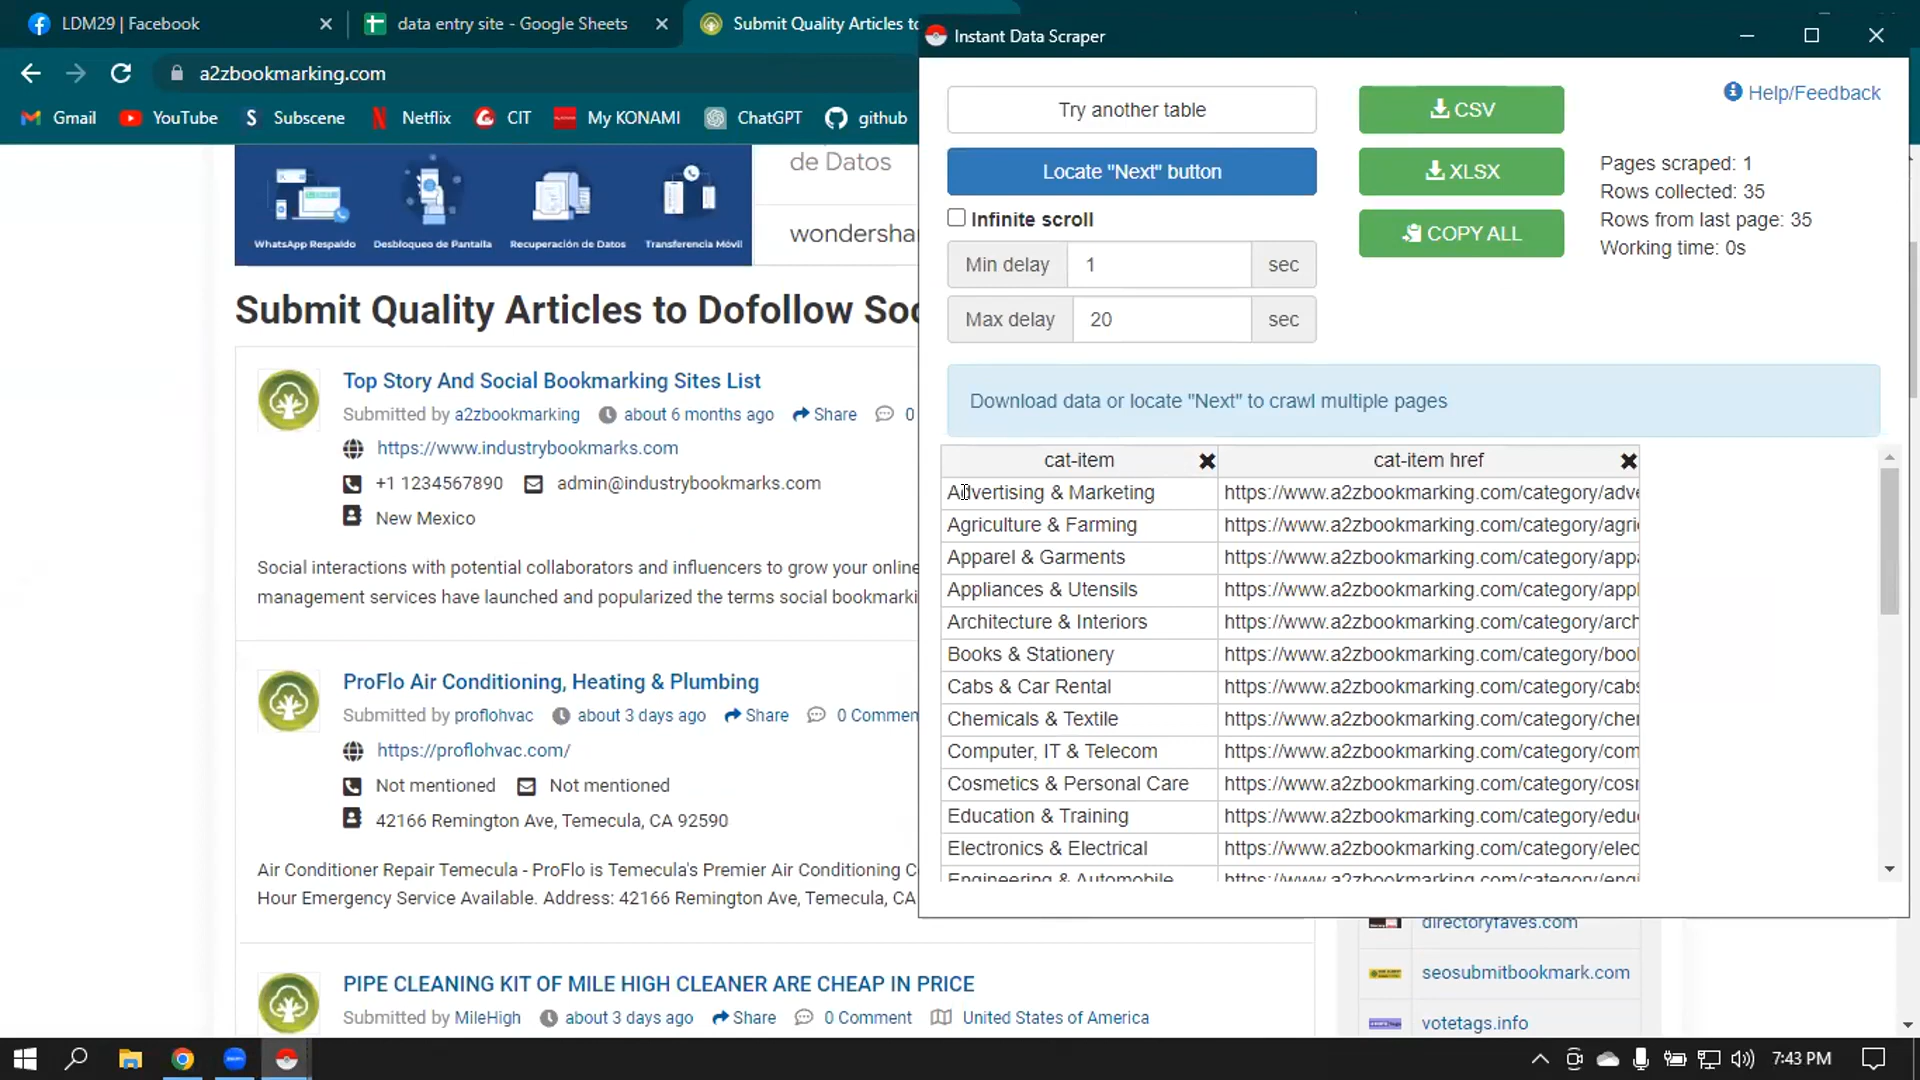 LDM29 | Facebook
data entry site - Google Sheets
Submit Quality Articles to
Instant Data Scraper
a2zbookmarking.com
Gmail
YouTube
Subscene
Netflix
CIT
My KONAMI
ChatGPT
github
WhatsApp Respaldo
Desbloqueo de Pantalla
Recuperación de Datos
Transferencia Móvil
de Datos
wondersha
Submit Quality Articles to Dofollow Soc
Top Story And Social Bookmarking Sites List
Submitted by a2zbookmarking about 6 months ago Share 0
https://www.industrybookmarks.com
+1 1234567890 admin@industrybookmarks.com
New Mexico
Social interactions with potential collaborators and influencers to grow your online
management services have launched and popularized the terms social bookmarki
ProFlo Air Conditioning, Heating & Plumbing
Submitted by proflohvac about 3 days ago Share 0 Commen
https://proflohvac.com/
Not mentioned Not mentioned
42166 Remington Ave, Temecula, CA 92590
Air Conditioner Repair Temecula - ProFlo is Temecula's Premier Air Conditioning C
Hour Emergency Service Available. Address: 42166 Remington Ave, Temecula, CA
PIPE CLEANING KIT OF MILE HIGH CLEANER ARE CHEAP IN PRICE
Submitted by MileHigh about 3 days ago Share 0 Comment United States of America
Try another table
Locate "Next" button
Infinite scroll
Min delay 1 sec
Max delay 20 sec
CSV
XLSX
COPY ALL
Help/Feedback
Pages scraped: 1
Rows collected: 35
Rows from last page: 35
Working time: 0s
Download data or locate "Next" to crawl multiple pages
cat-item cat-item href
Advertising & Marketing https://www.a2zbookmarking.com/category/adve
Agriculture & Farming https://www.a2zbookmarking.com/category/agri
Apparel & Garments https://www.a2zbookmarking.com/category/appa
Appliances & Utensils https://www.a2zbookmarking.com/category/appl
Architecture & Interiors https://www.a2zbookmarking.com/category/arch
Books & Stationery https://www.a2zbookmarking.com/category/bool
Cabs & Car Rental https://www.a2zbookmarking.com/category/cabs
Chemicals & Textile https://www.a2zbookmarking.com/category/cher
Computer, IT & Telecom https://www.a2zbookmarking.com/category/com
Cosmetics & Personal Care https://www.a2zbookmarking.com/category/cosr
Education & Training https://www.a2zbookmarking.com/category/edu
Electronics & Electrical https://www.a2zbookmarking.com/category/elec
Engineering & Automobile https://www.a2zbookmarking.com/category/engi
directoryfaves.com
seosubmitbookmark.com
votetags.info
7:43 PM